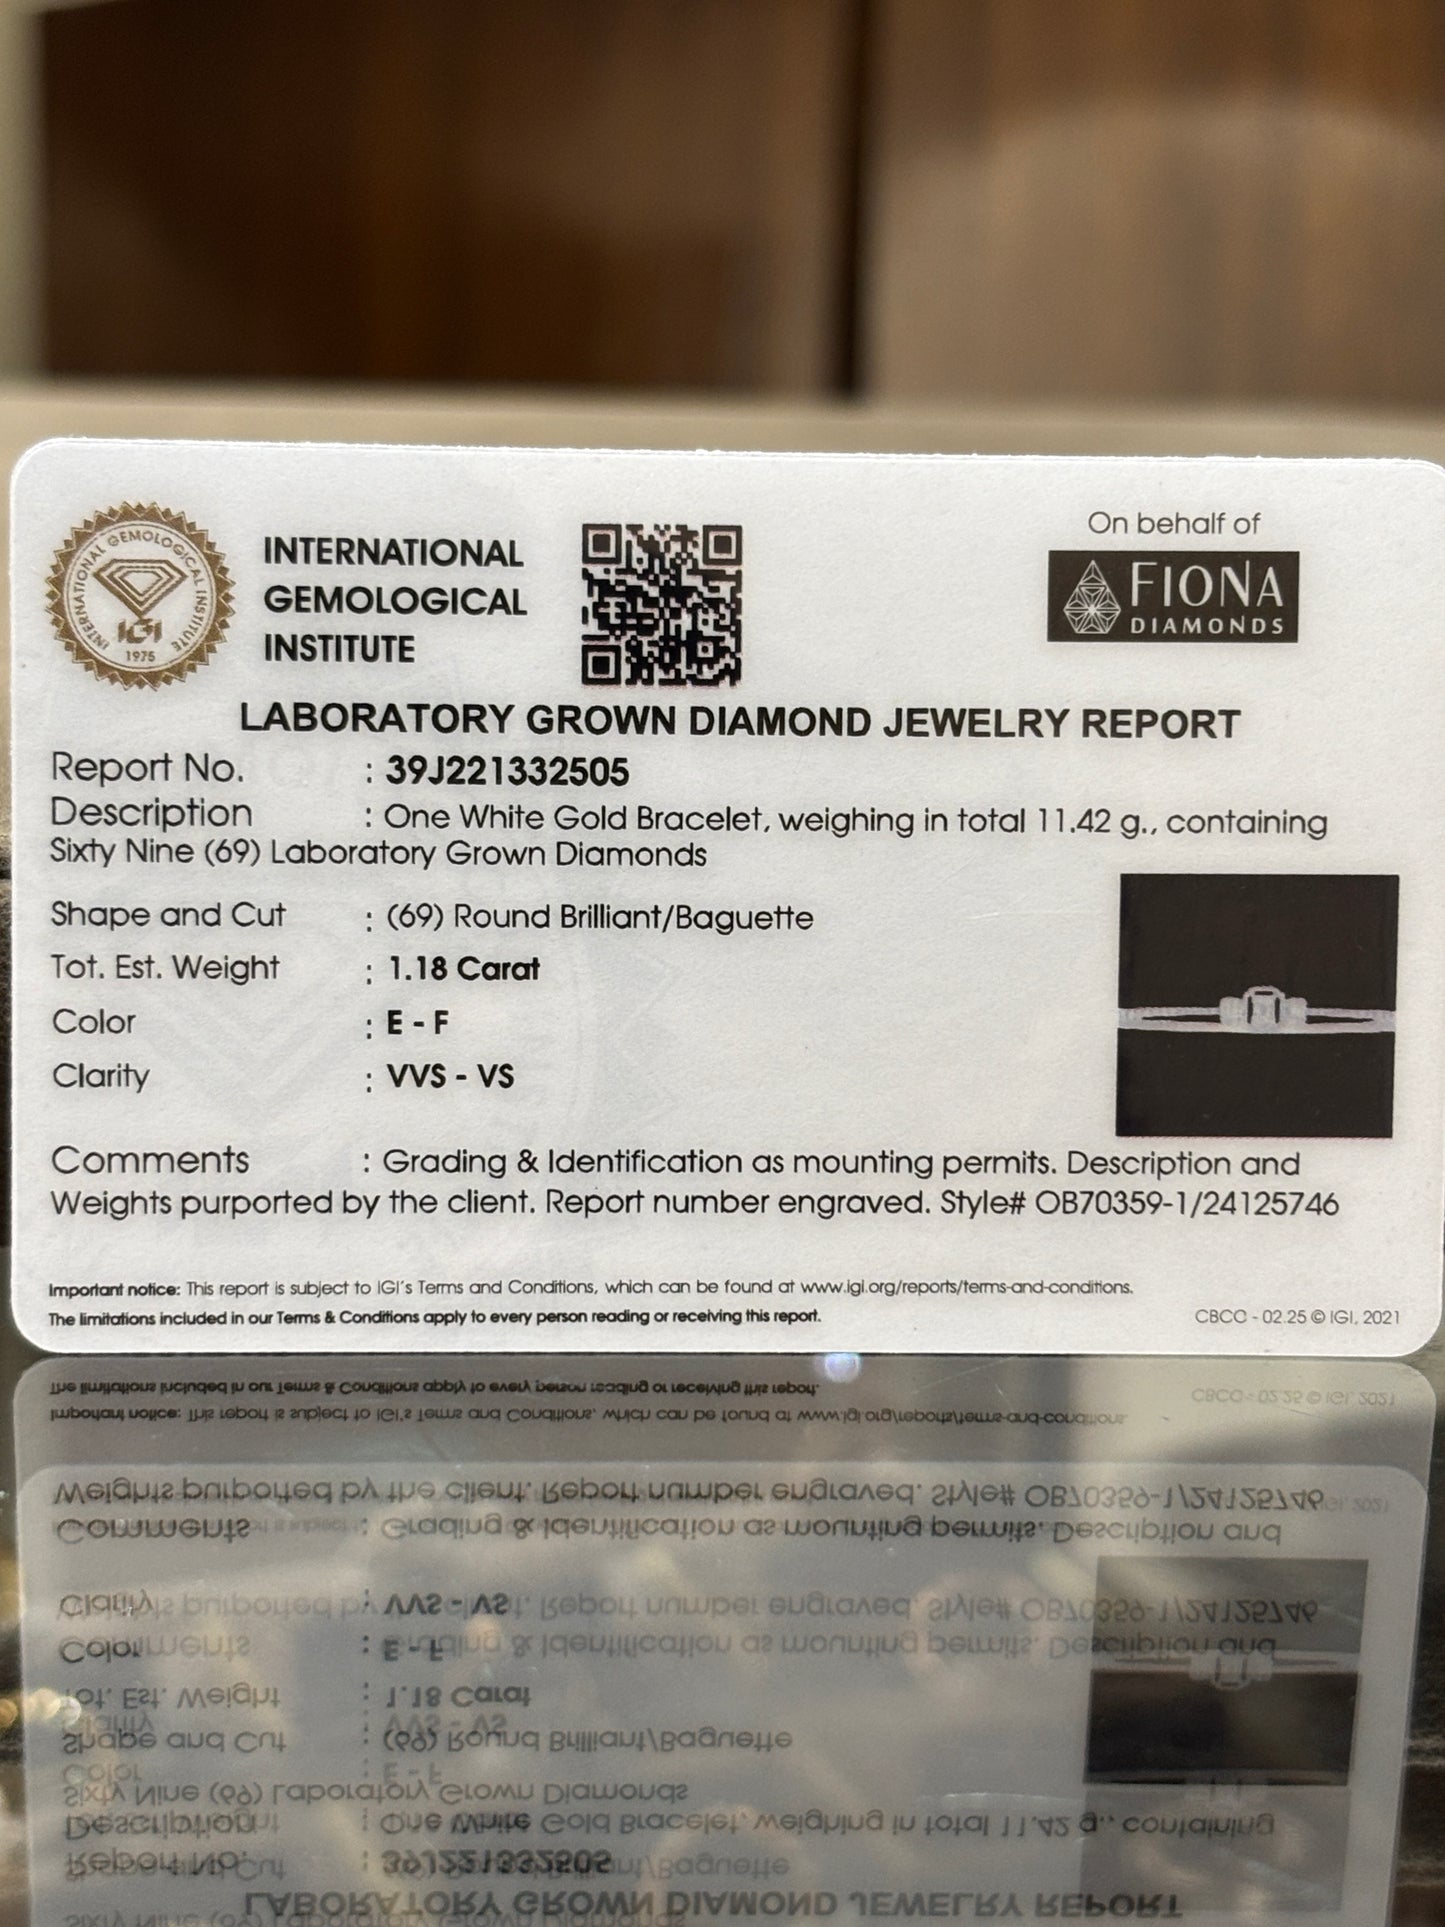 INTERNATIONAL GEMOLOGICAL INSTITUTE
IGI
1975
INTERNATIONAL
GEMOLOGICAL
INSTITUTE
On behalf of
FIONA
DIAMONDS
LABORATORY GROWN DIAMOND JEWELRY REPORT
Report No. : 39J221332505
Description : One White Gold Bracelet, weighing in total 11.42 g., containing
Sixty Nine (69) Laboratory Grown Diamonds
Shape and Cut : (69) Round Brilliant/Baguette
Tot. Est. Weight : 1.18 Carat
Color : E - F
Clarity : VVS - VS
Comments : Grading & Identification as mounting permits. Description and
Weights purported by the client. Report number engraved. Style# OB70359-1/24125746
Important notice: This report is subject to IGI's Terms and Conditions, which can be found at www.igi.org/reports/terms-and-conditions.
The limitations included in our Terms & Conditions apply to every person reading or receiving this report.
CBCC - 02.25 © IGI, 2021